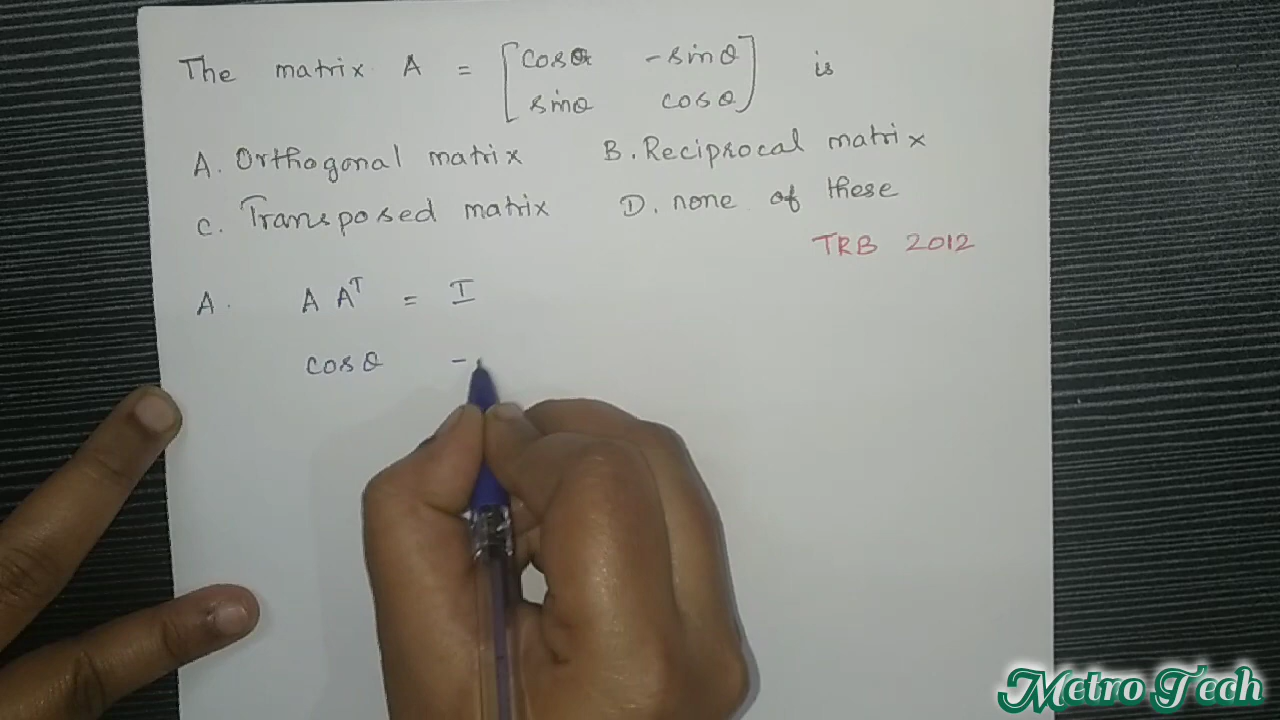 The matrix A = [cosθ -sinθ] is
[sinθ cosθ]
A. Orthogonal matrix B. Reciprocal matrix
C. Transposed matrix D. none of these
TRB 2012
A. A Aᵀ = I
cosθ -
Metro Tech